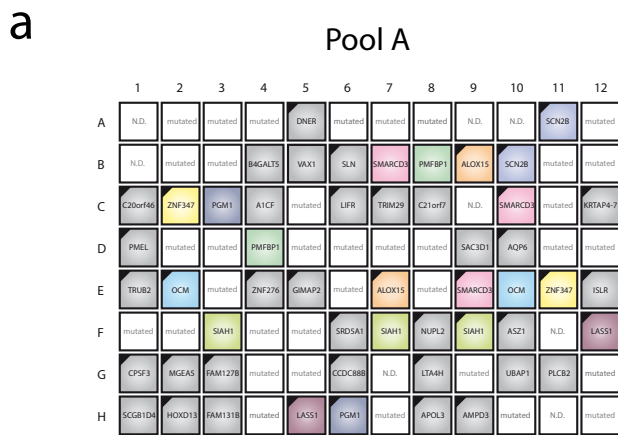 a
Pool A
1 2 3 4 5 6 7 8 9 10 11 12
A N.D. mutated mutated mutated DNER mutated mutated mutated N.D. N.D. SCN2B mutated
B N.D. mutated mutated B4GALT5 VAX1 SLN SMARCD3 PMFBP1 ALOX15 SCN2B mutated mutated
C C20orf46 ZNF347 PGM1 A1CF mutated LIFR TRIM29 C21orf7 N.D. SMARCD3 mutated KRTAP4-7
D PMEL mutated mutated PMFBP1 mutated mutated mutated mutated SAC3D1 AQP6 mutated mutated
E TRUB2 OCM mutated ZNF276 GIMAP2 mutated ALOX15 mutated SMARCD3 OCM ZNF347 ISLR
F mutated mutated SIAH1 mutated mutated SRD5A1 SIAH1 NUPL2 SIAH1 ASZ1 N.D. LASS1
G CPSF3 MGEA5 FAM127B mutated mutated CCDC88B N.D. LTA4H mutated UBAP1 PLCB2 mutated
H SCGB1D4 HOXD13 FAM131B mutated LASS1 PGM1 mutated APOL3 AMPD3 mutated N.D. mutated